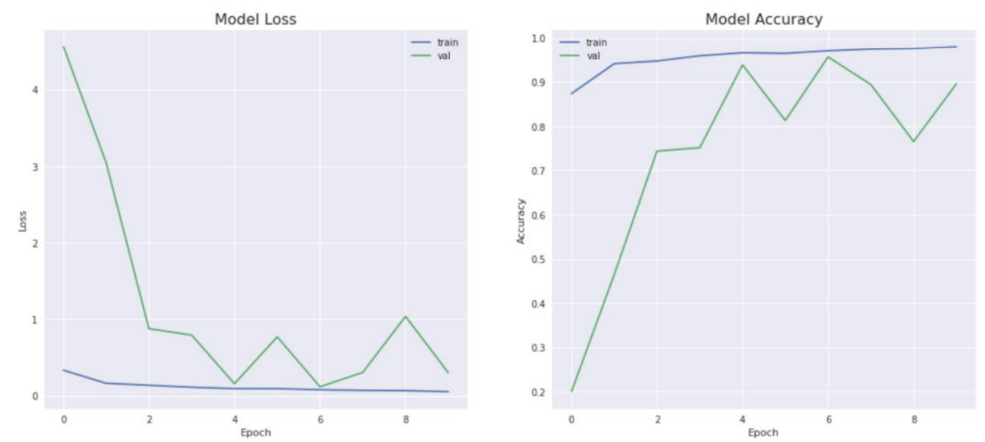 Model Loss
train
val
4
3
2
1
0
Loss
0 2 4 6 8
Epoch
Model Accuracy
train
val
1.0
0.9
0.8
0.7
0.6
0.5
0.4
0.3
0.2
Accuracy
0 2 4 6 8
Epoch